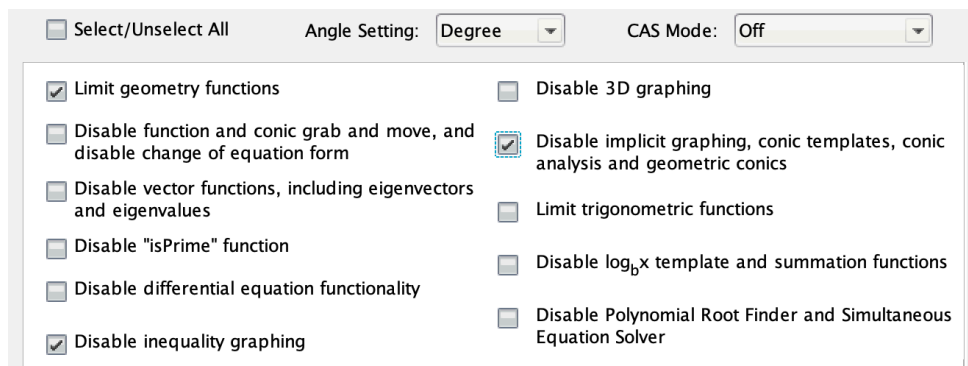 Select/Unselect All
Angle Setting:
Degree
CAS Mode:
Off
Limit geometry functions
Disable function and conic grab and move, and
disable change of equation form
Disable vector functions, including eigenvectors
and eigenvalues
Disable "isPrime" function
Disable differential equation functionality
Disable inequality graphing
Disable 3D graphing
Disable implicit graphing, conic templates, conic
analysis and geometric conics
Limit trigonometric functions
Disable logbx template and summation functions
Disable Polynomial Root Finder and Simultaneous
Equation Solver